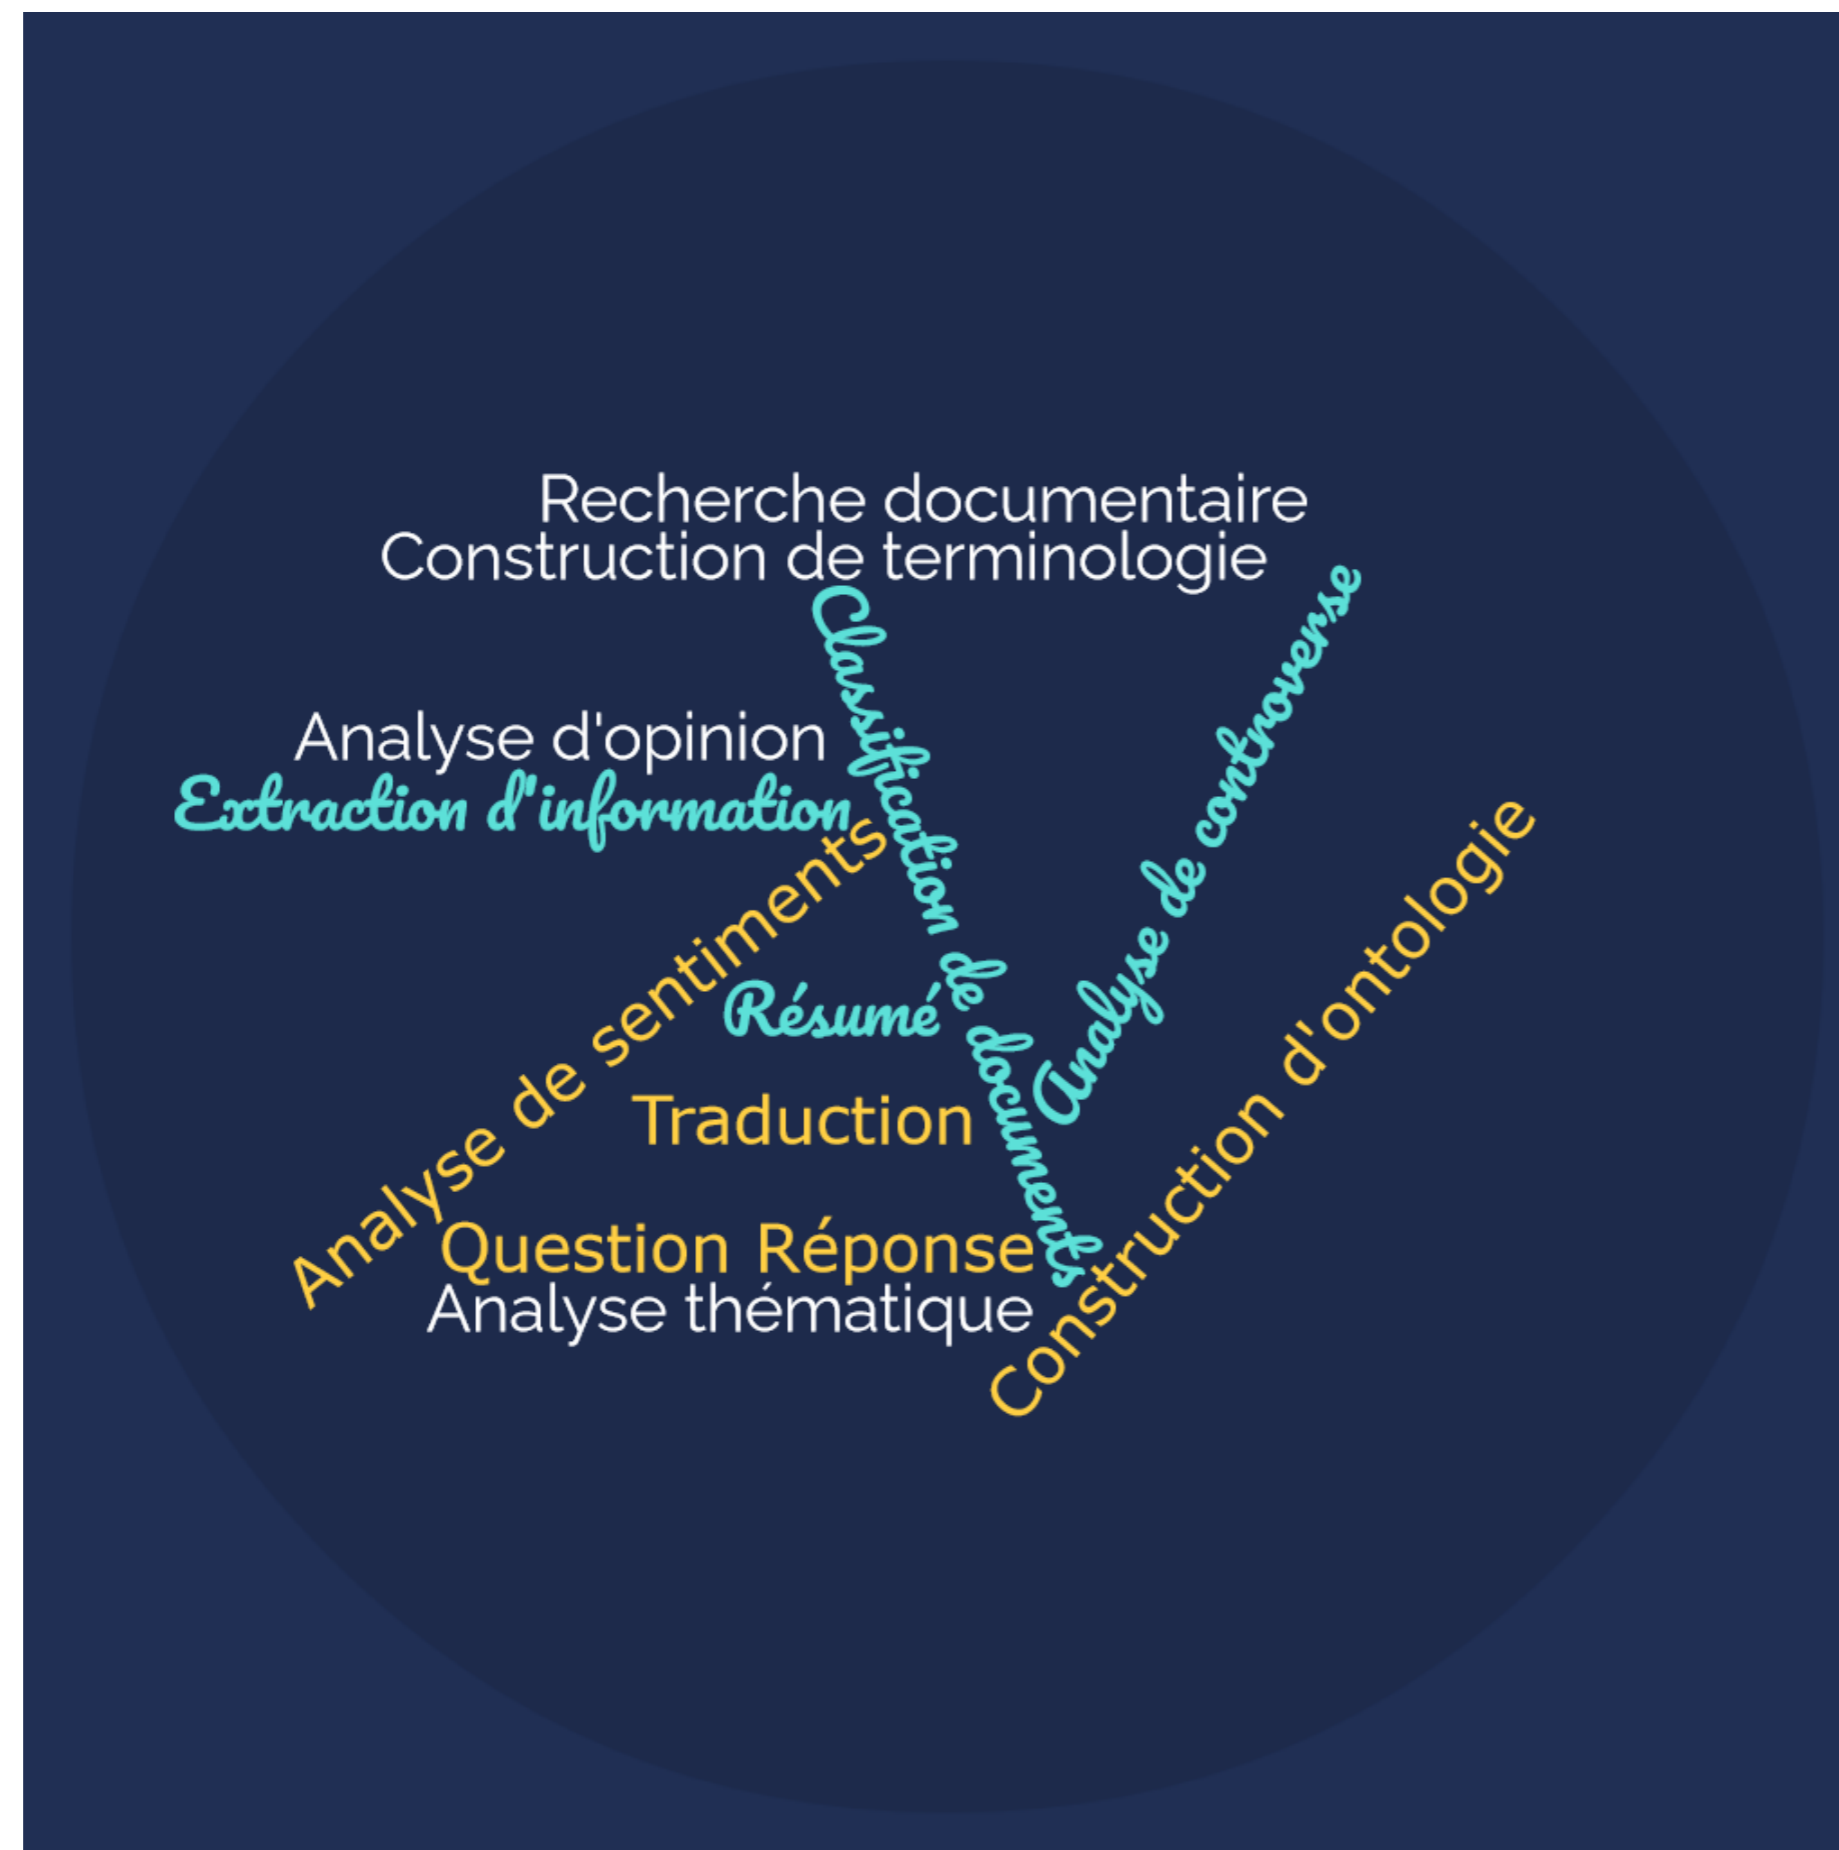 Recherche documentaire
Construction de terminologie
Classification de documents
Analyse de controverse
Analyse d'opinion
Extraction d'information
Analyse de sentiments
Construction d'ontologie
Résumé
Traduction
Question Réponse
Analyse thématique